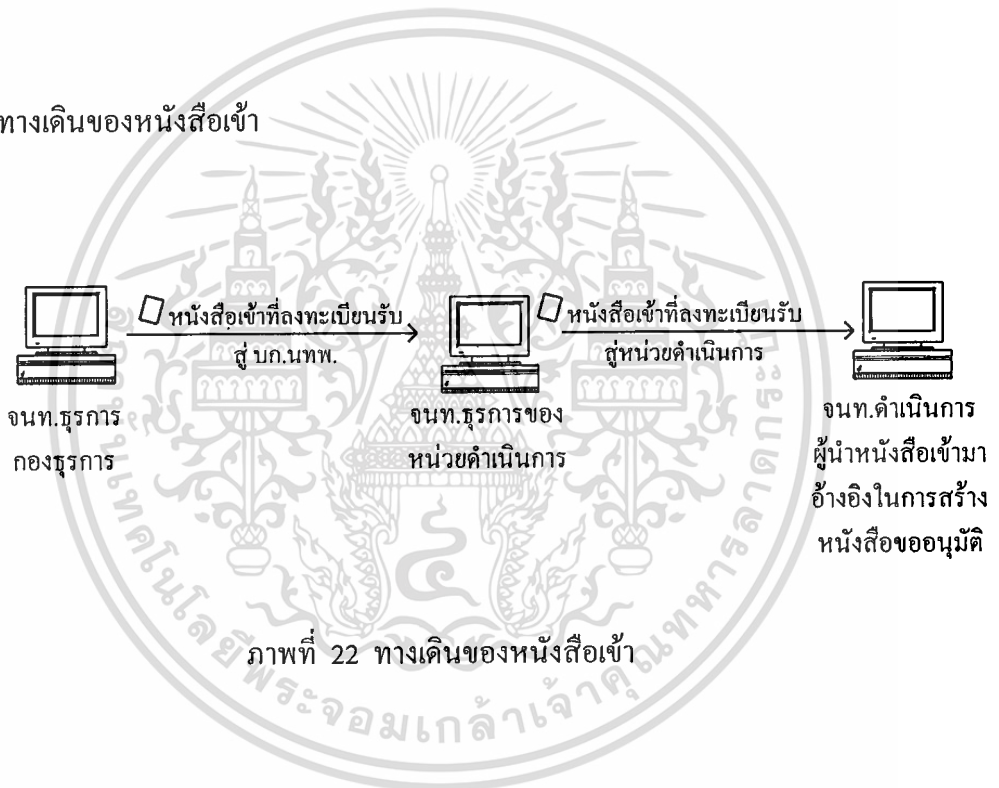 ทางเดินของหนังสือเข้า
หนังสือเข้าที่ลงทะเบียนรับ
สู่ บก.นทพ.
หนังสือเข้าที่ลงทะเบียนรับ
สู่หน่วยดำเนินการ
จนท.ธุรการ
กองธุรการ
จนท.ธุรการของ
หน่วยดำเนินการ
จนท.ดำเนินการ
ผู้นำหนังสือเข้ามา
อ้างอิงในการสร้าง
หนังสือขออนุมัติ
ภาพที่ 22 ทางเดินของหนังสือเข้า